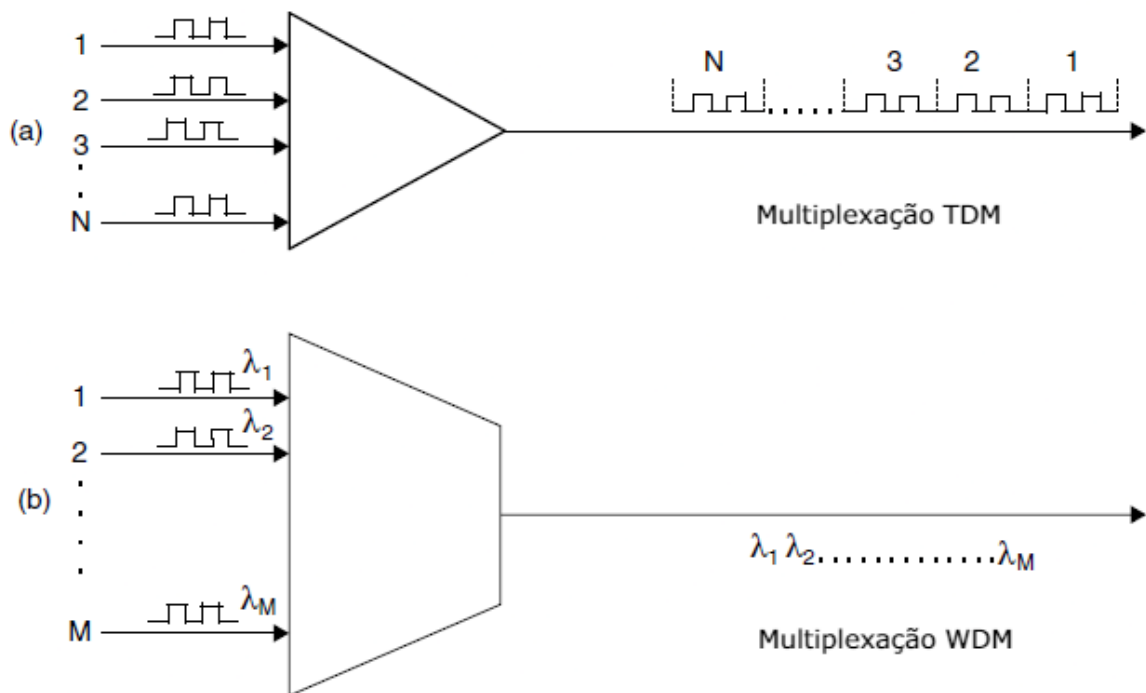 (a)
1
2
3
N
N 3 2 1
Multiplexação TDM
(b)
1 λ1
2 λ2
M λM
λ1 λ2 λM
Multiplexação WDM